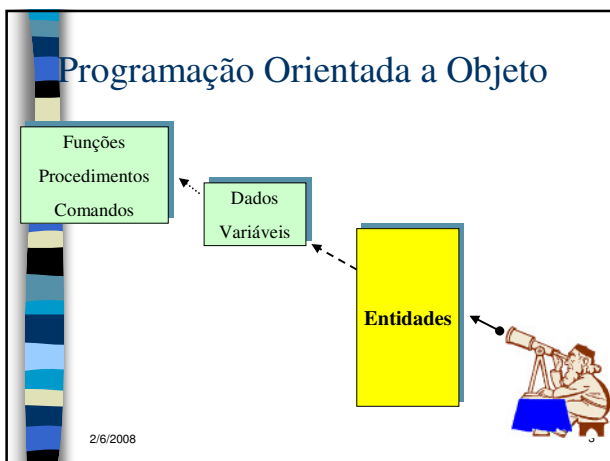 Programação Orientada a Objeto
Funções
Procedimentos
Comandos
Dados
Variáveis
Entidades
2/6/2008